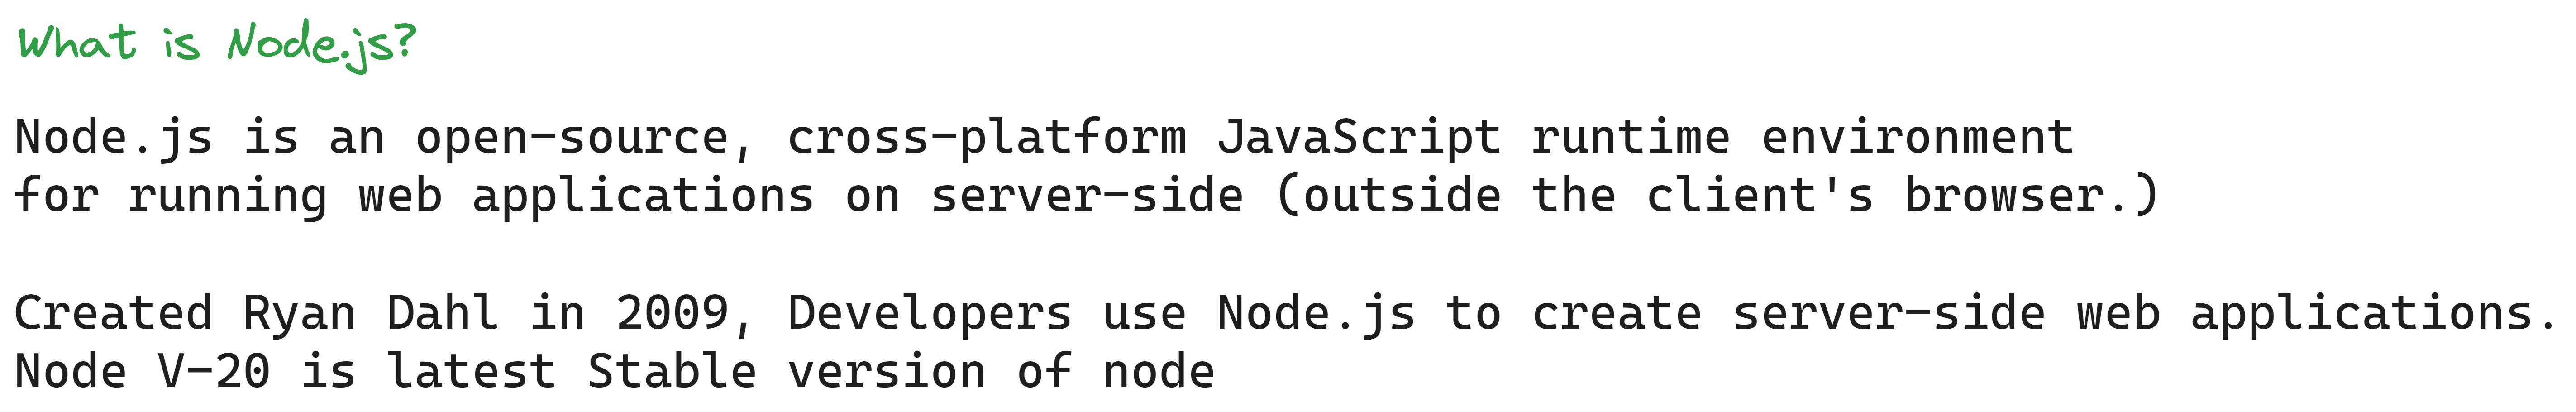 What is Node.js?
Node.js is an open-source, cross-platform JavaScript runtime environment
for running web applications on server-side (outside the client's browser.)
Created Ryan Dahl in 2009, Developers use Node.js to create server-side web applications.
Node V-20 is latest Stable version of node